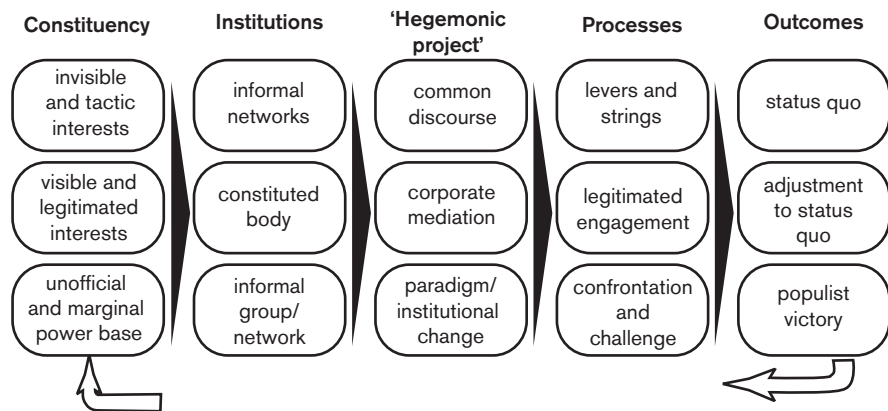 Constituency
Institutions
‘Hegemonic
project’
Processes
Outcomes
invisible
and tactic
interests
informal
networks
common
discourse
levers and
strings
status quo
visible and
legitimated
interests
constituted
body
corporate
mediation
legitimated
engagement
adjustment
to status
quo
unofficial
and marginal
power base
informal
group/
network
paradigm/
institutional
change
confrontation
and
challenge
populist
victory